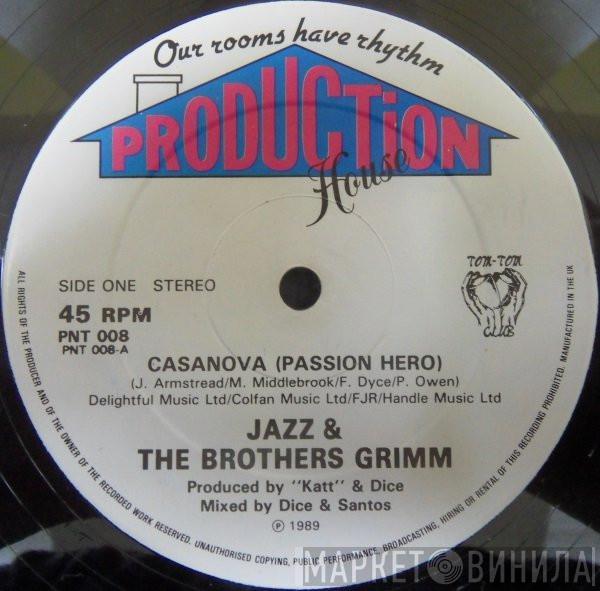 Our rooms have rhythm
PRODUCTiON
House
SIDE ONE STEREO
45 RPM
PNT 008
PNT 008-A
TOM-TOM
CLUB
CASANOVA (PASSION HERO)
(J. Armstread/M. Middlebrook/F. Dyce/P. Owen)
Delightful Music Ltd/Colfan Music Ltd/FJR/Handle Music Ltd
JAZZ &
THE BROTHERS GRIMM
Produced by "Katt" & Dice
Mixed by Dice & Santos
℗ 1989
ALL RIGHTS OF THE PRODUCER AND OF THE OWNER OF THE RECORDED WORK RESERVED. UNAUTHORISED COPYING, PUBLIC PERFORMANCE, BROADCASTING, HIRING OR RENTAL OF THIS RECORDING PROHIBITED. MANUFACTURED IN THE UK
МАРКЕТ ВИНИЛА